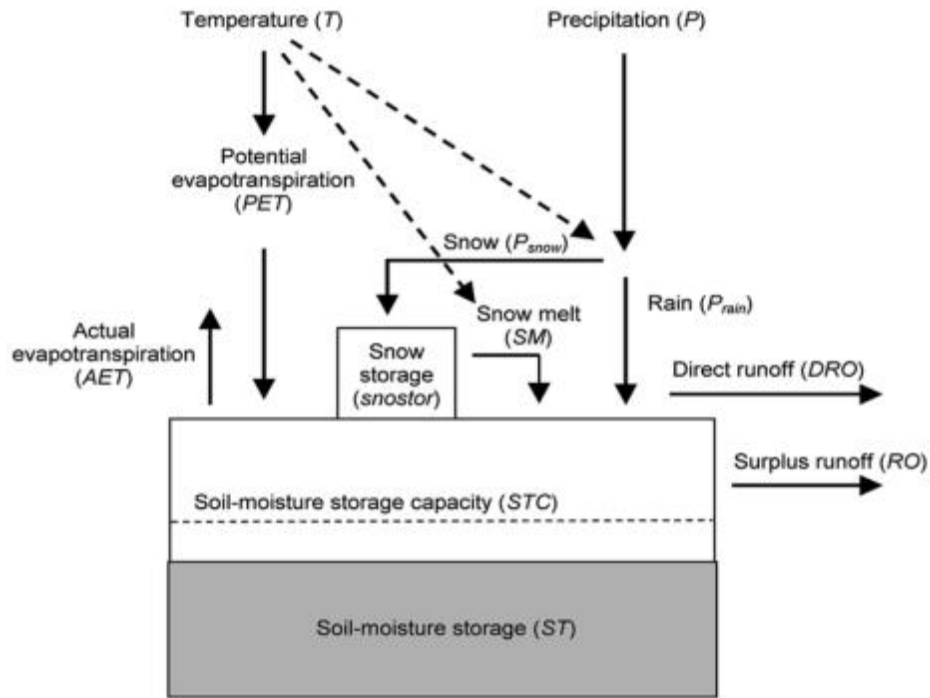 Temperature (T)
Precipitation (P)
Potential
evapotranspiration
(PET)
Snow (Psnow)
Rain (Prain)
Snow melt
(SM)
Actual
evapotranspiration
(AET)
Snow
storage
(snostor)
Direct runoff (DRO)
Surplus runoff (RO)
Soil-moisture storage capacity (STC)
Soil-moisture storage (ST)